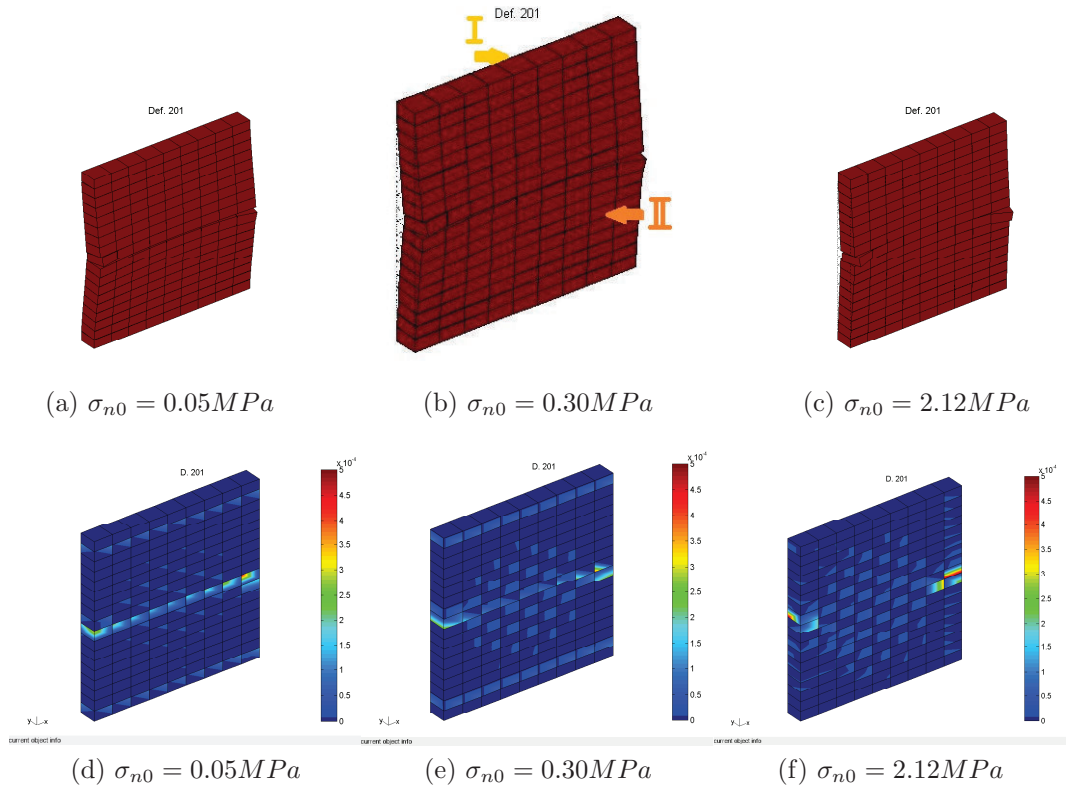 Def. 201
I
Def. 201
Def. 201
II
(a) σn0 = 0.05MPa
(b) σn0 = 0.30MPa
(c) σn0 = 2.12MPa
D. 201
x 10^-4
5
4.5
4
3.5
3
2.5
2
1.5
1
0.5
0
y x
current object info
D. 201
x 10^-4
5
4.5
4
3.5
3
2.5
2
1.5
1
0.5
0
y x
current object info
D. 201
x 10^-4
5
4.5
4
3.5
3
2.5
2
1.5
1
0.5
0
y x
current object info
(d) σn0 = 0.05MPa
(e) σn0 = 0.30MPa
(f) σn0 = 2.12MPa